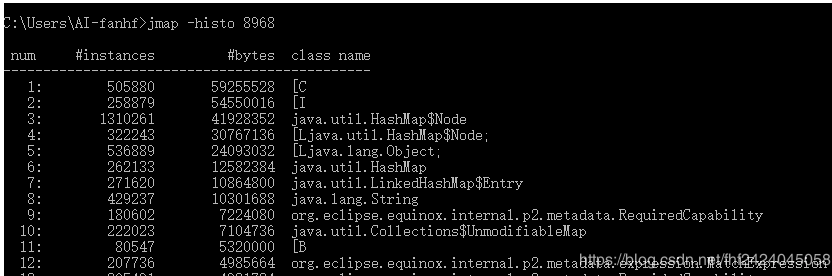 C:\Users\AI-fanhf>jmap -histo 8968
num #instances #bytes class name
----------------------------------------------
1: 505880 59255528 [C
2: 258879 54550016 [I
3: 1310261 41928352 java.util.HashMap$Node
4: 322243 30767136 [Ljava.util.HashMap$Node;
5: 536889 24093032 [Ljava.lang.Object;
6: 262133 12582384 java.util.HashMap
7: 271620 10864800 java.util.LinkedHashMap$Entry
8: 429237 10301688 java.lang.String
9: 180602 7224080 org.eclipse.equinox.internal.p2.metadata.RequiredCapability
10: 222023 7104736 java.util.Collections$UnmodifiableMap
11: 80547 5320000 [B
12: 207736 4985664 org.eclipse.equinox.internal.p2.metadata.expression.MatchExpression
https://blog.csdn.net/fhf2424045058